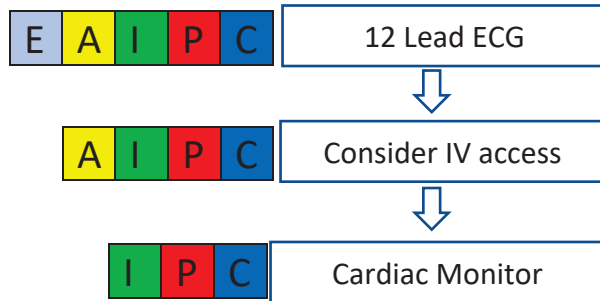 E A I P C 12 Lead ECG
A I P C Consider IV access
I P C Cardiac Monitor